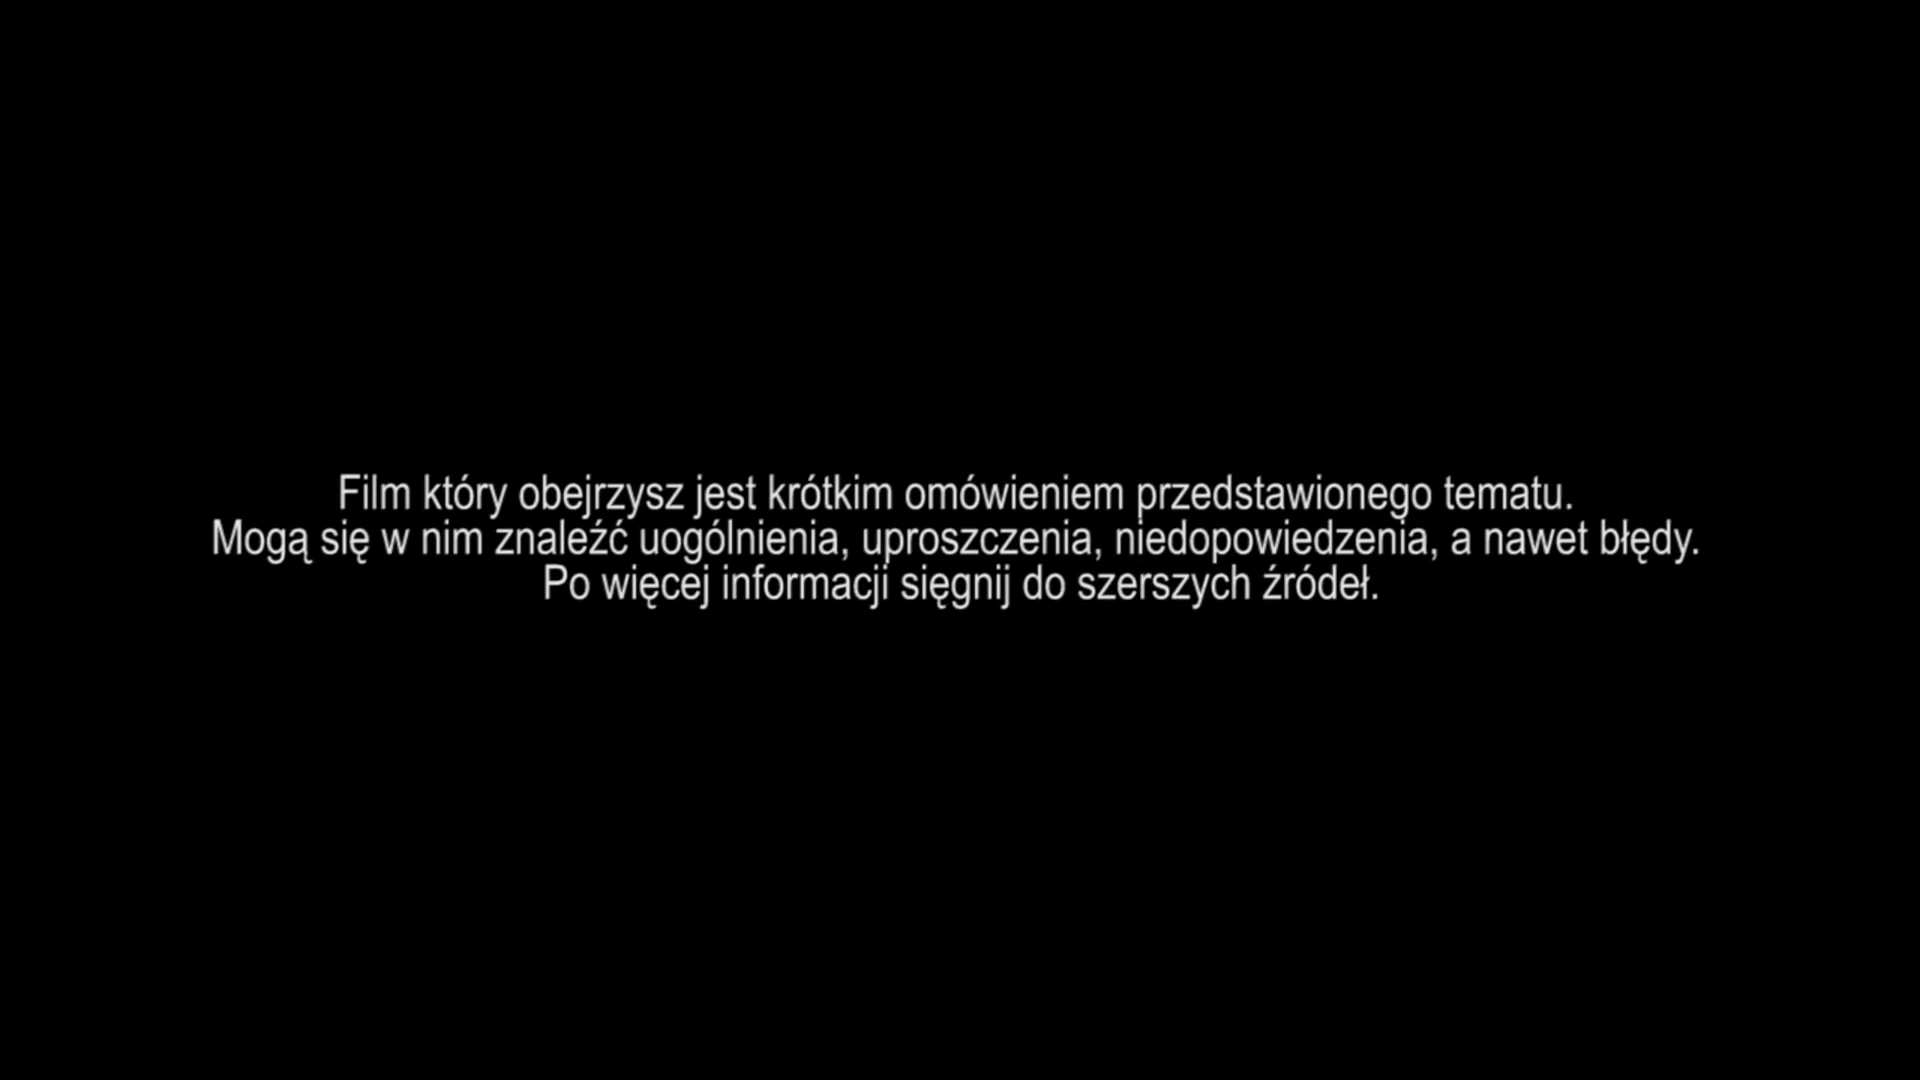 Film który obejrzysz jest krótkim omówieniem przedstawionego tematu.
Mogą się w nim znaleźć uogólnienia, uproszczenia, niedopowiedzenia, a nawet błędy.
Po więcej informacji sięgnij do szerszych źródeł.